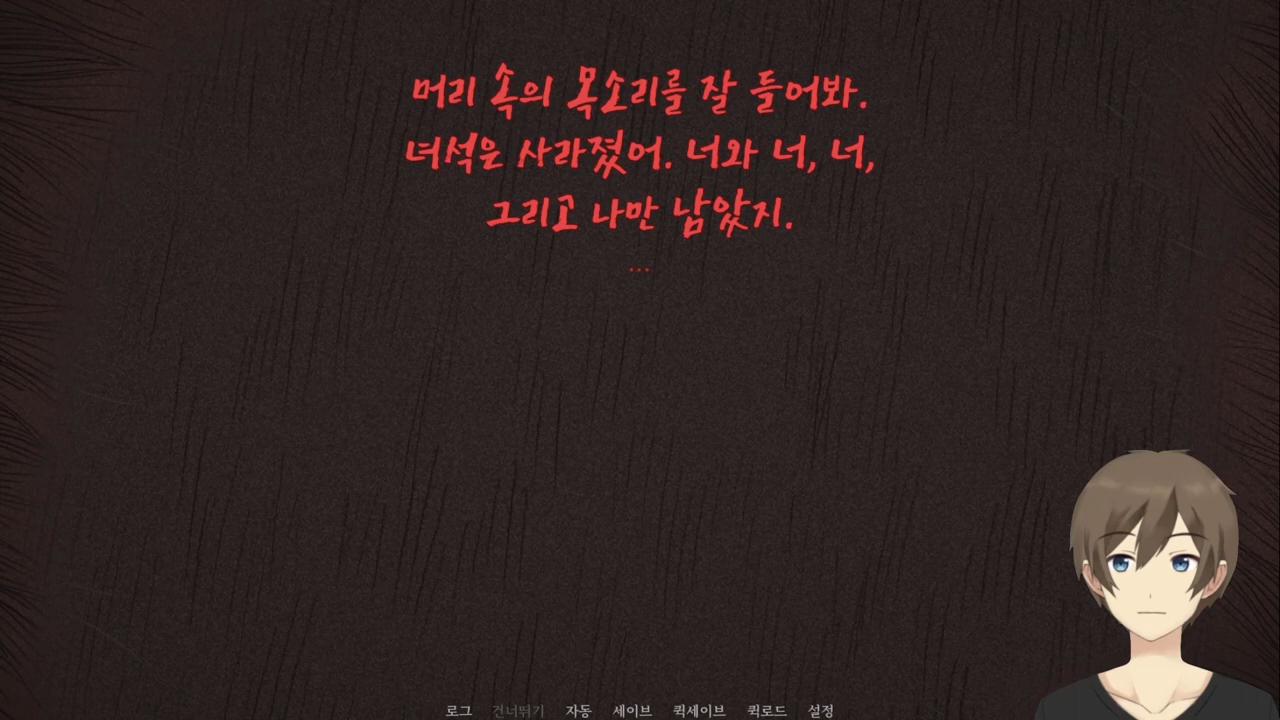 머리 속의 목소리를 잘 들어봐.
녀석은 사라졌어. 너와 너, 너,
그리고 나만 남았지.
...
로그 건너뛰기 자동 세이브 퀵세이브 퀵로드 설정